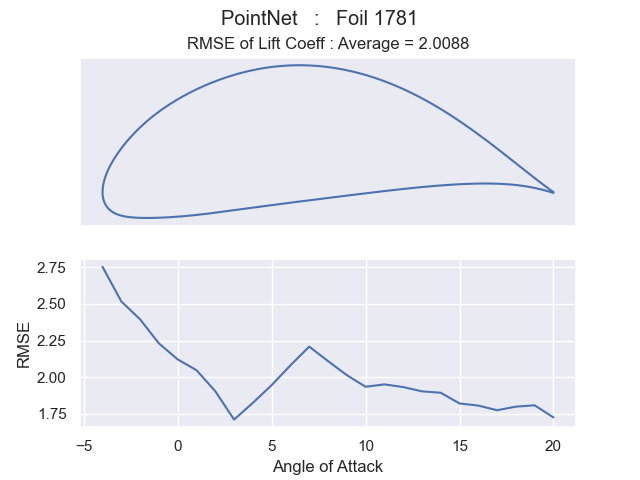 PointNet : Foil 1781
RMSE of Lift Coeff : Average = 2.0088
2.75
2.50
2.25
2.00
1.75
RMSE
−5 0 5 10 15 20
Angle of Attack